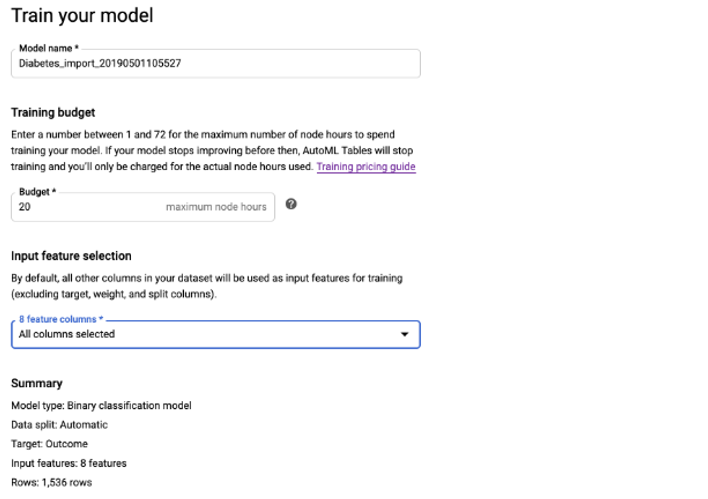 Train your model
Model name *
Diabetes_import_20190501105527
Training budget
Enter a number between 1 and 72 for the maximum number of node hours to spend
training your model. If your model stops improving before then, AutoML Tables will stop
training and you'll only be charged for the actual node hours used. Training pricing guide
Budget *
20 maximum node hours
Input feature selection
By default, all other columns in your dataset will be used as input features for training
(excluding target, weight, and split columns).
8 feature columns *
All columns selected
Summary
Model type: Binary classification model
Data split: Automatic
Target: Outcome
Input features: 8 features
Rows: 1,536 rows